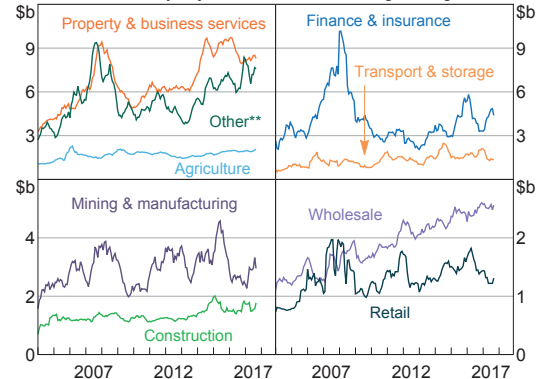 $b
$b
Property & business services
Finance & insurance
9
9
Transport & storage
6
6
Other**
3
3
Agriculture
$b
$b
Mining & manufacturing
Wholesale
4
2
2
1
Retail
Construction
0
0
2007
2012
2017
2007
2012
2017